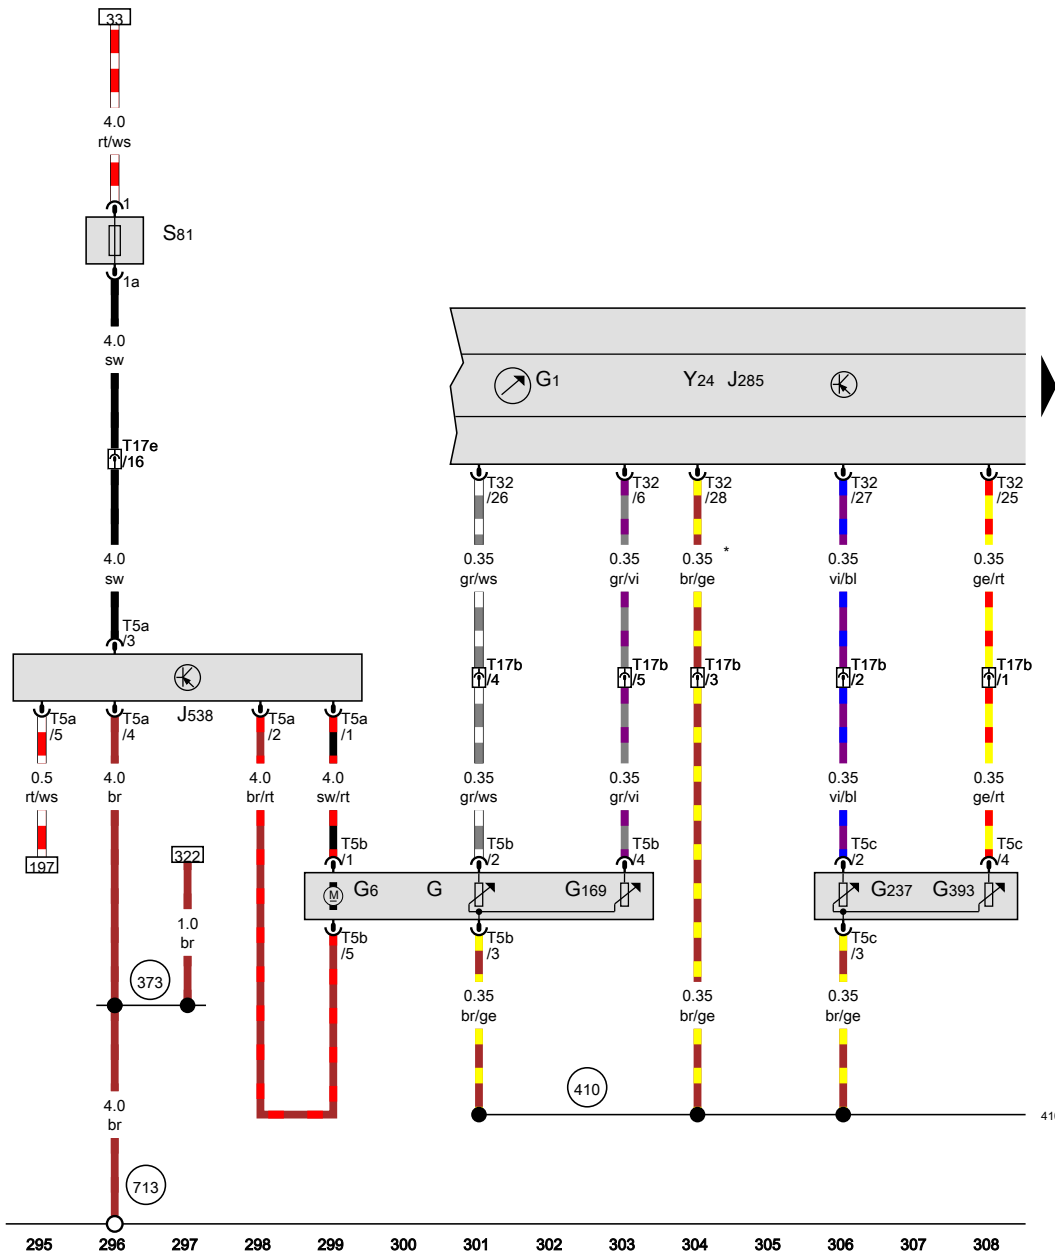 33
4.0
rt/ws
1
S81
1a
4.0
sw
G1 Y24 J285
T17e
/16
T32
/26
T32
/6
T32
/28
T32
/27
T32
/25
4.0
sw
0.35
gr/ws
0.35
gr/vi
0.35 *
br/ge
0.35
vi/bl
0.35
ge/rt
T5a
/3
T17b
/4
T17b
/5
T17b
/3
T17b
/2
T17b
/1
J538
T5a
/5
T5a
/4
T5a
/2
T5a
/1
0.5
rt/ws
4.0
br
4.0
br/rt
4.0
sw/rt
0.35
gr/ws
0.35
gr/vi
0.35
vi/bl
0.35
ge/rt
197
322
T5b
/1
T5b
/2
T5b
/4
T5c
/2
T5c
/4
M G6 G G169 G237 G393
1.0
br
T5b
/5
T5b
/3
T5c
/3
373
0.35
br/ge
0.35
br/ge
0.35
br/ge
410
4.0
br
713
295 296 297 298 299 300 301 302 303 304 305 306 307 308